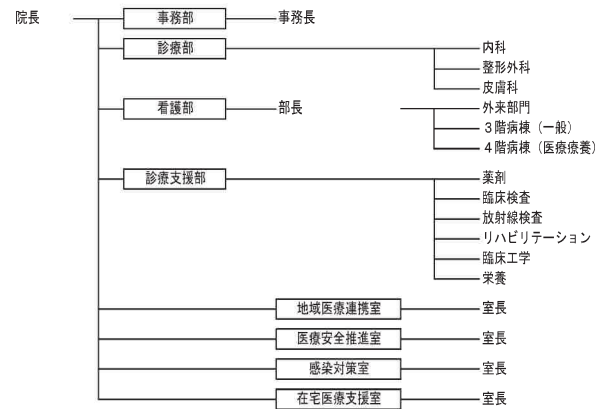 院長 事務部 事務長
診療部 内科
整形外科
皮膚科
看護部 部長 外来部門
3階病棟（一般）
4階病棟（医療療養）
診療支援部 薬剤
臨床検査
放射線検査
リハビリテーション
臨床工学
栄養
地域医療連携室 室長
医療安全推進室 室長
感染対策室 室長
在宅医療支援室 室長